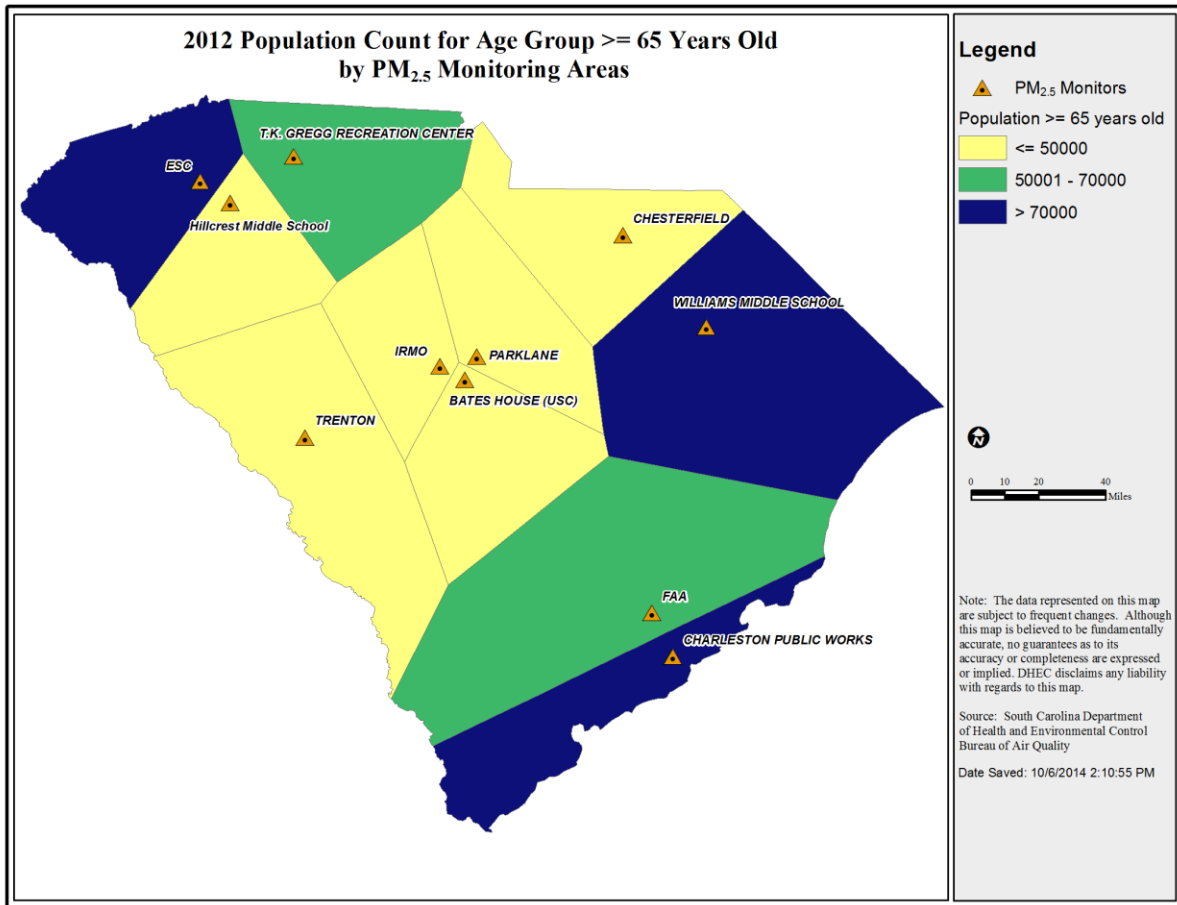 2012 Population Count for Age Group >= 65 Years Old
by PM2.5 Monitoring Areas
T.K. GREGG RECREATION CENTER
ESC
Hillcrest Middle School
CHESTERFIELD
WILLIAMS MIDDLE SCHOOL
IRMO
PARKLANE
BATES HOUSE (USC)
TRENTON
FAA
CHARLESTON PUBLIC WORKS
Legend
PM2.5 Monitors
Population >= 65 years old
<= 50000
50001 - 70000
> 70000
N
0 10 20 40
Miles
Note: The data represented on this map
are subject to frequent changes. Although
this map is believed to be fundamentally
accurate, no guarantees as to its
accuracy or completeness are expressed
or implied. DHEC disclaims any liability
with regards to this map.
Source: South Carolina Department
of Health and Environmental Control
Bureau of Air Quality
Date Saved: 10/6/2014 2:10:55 PM